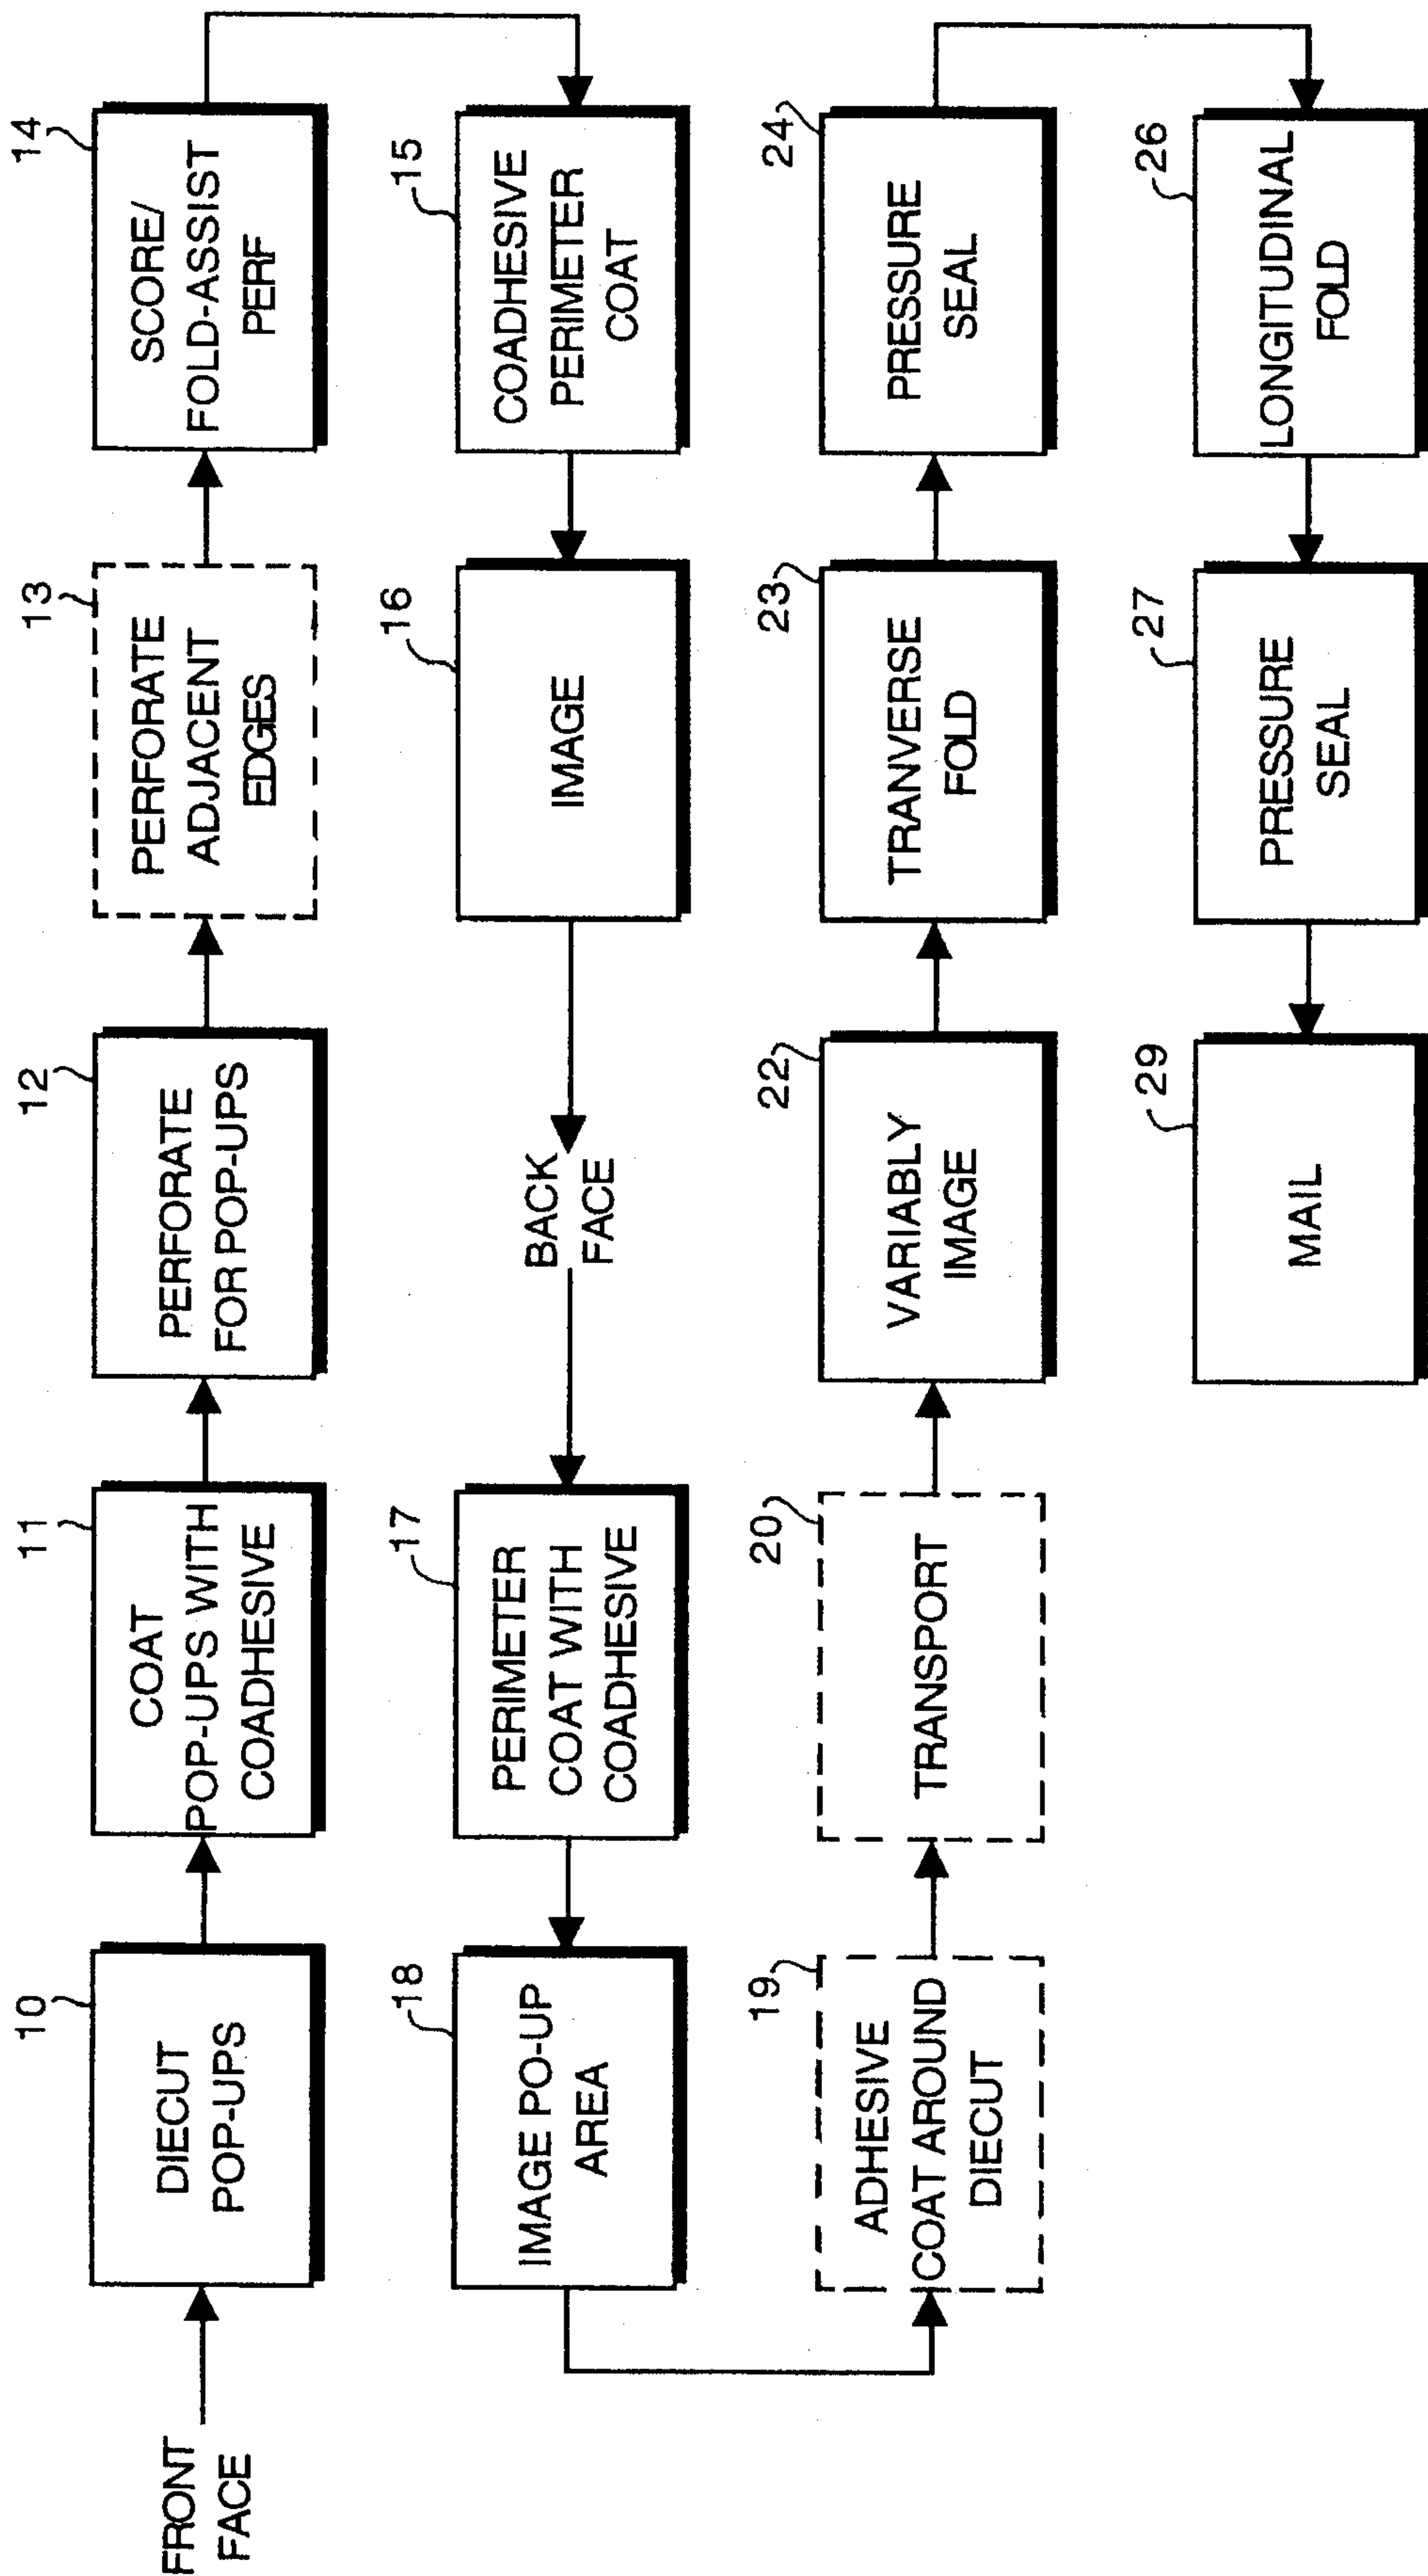 FRONT
FACE
10
DIECUT
POP-UPS
11
COAT
POP-UPS WITH
COADHESIVE
12
PERFORATE
FOR POP-UPS
13
PERFORATE
ADJACENT
EDGES
14
SCORE/
FOLD-ASSIST
PERF
15
COADHESIVE
PERIMETER
COAT
16
IMAGE
BACK
FACE
17
PERIMETER
COAT WITH
COADHESIVE
18
IMAGE PO-UP
AREA
19
ADHESIVE
COAT AROUND
DIECUT
20
TRANSPORT
22
VARIABLY
IMAGE
23
TRANVERSE
FOLD
24
PRESSURE
SEAL
26
LONGITUDINAL
FOLD
27
PRESSURE
SEAL
29
MAIL